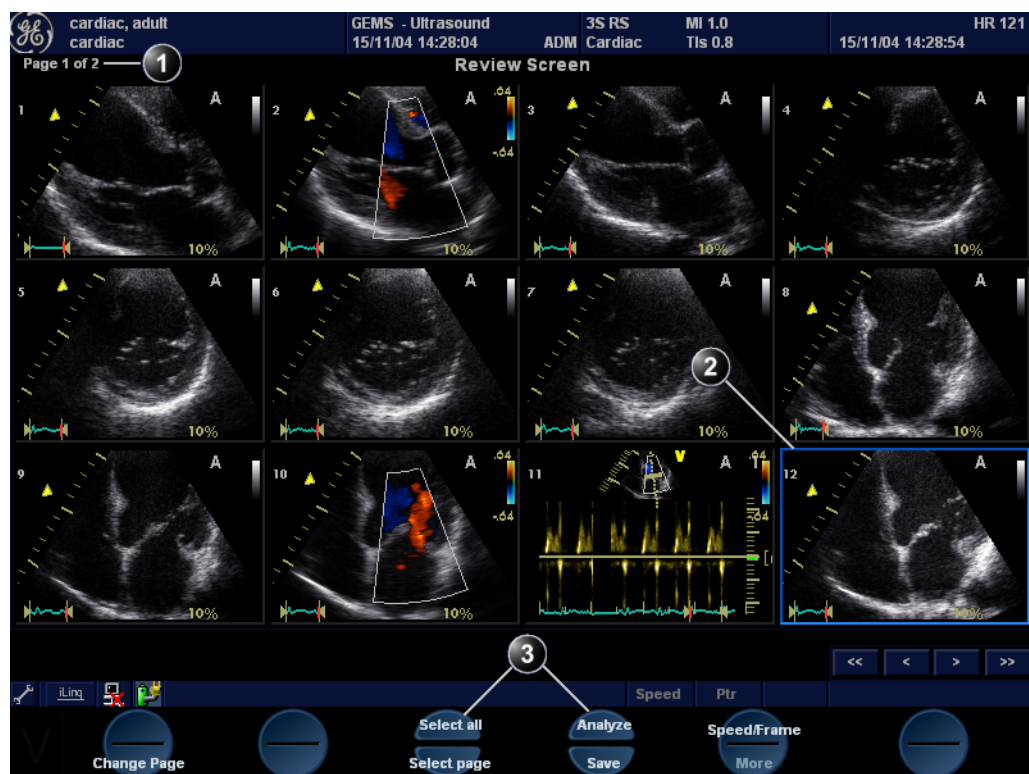 cardiac, adult GEMS - Ultrasound 3S RS MI 1.0 HR 121
cardiac 15/11/04 14:28:04 ADM Cardiac TIs 0.8 15/11/04 14:28:54
Page 1 of 2 1 Review Screen
1 A 2 A .64 -.64 3 A 4 A
10% 10% 10% 10%
5 A 6 A 7 A 8 A
2
10% 10% 10% 10%
9 A 10 A .64 -.64 11 V A 12 A
10% 10% 10%
3
<< < > >>
iLinq Speed Ptr
Select all Analyze Speed/Frame
Change Page Select page Save More